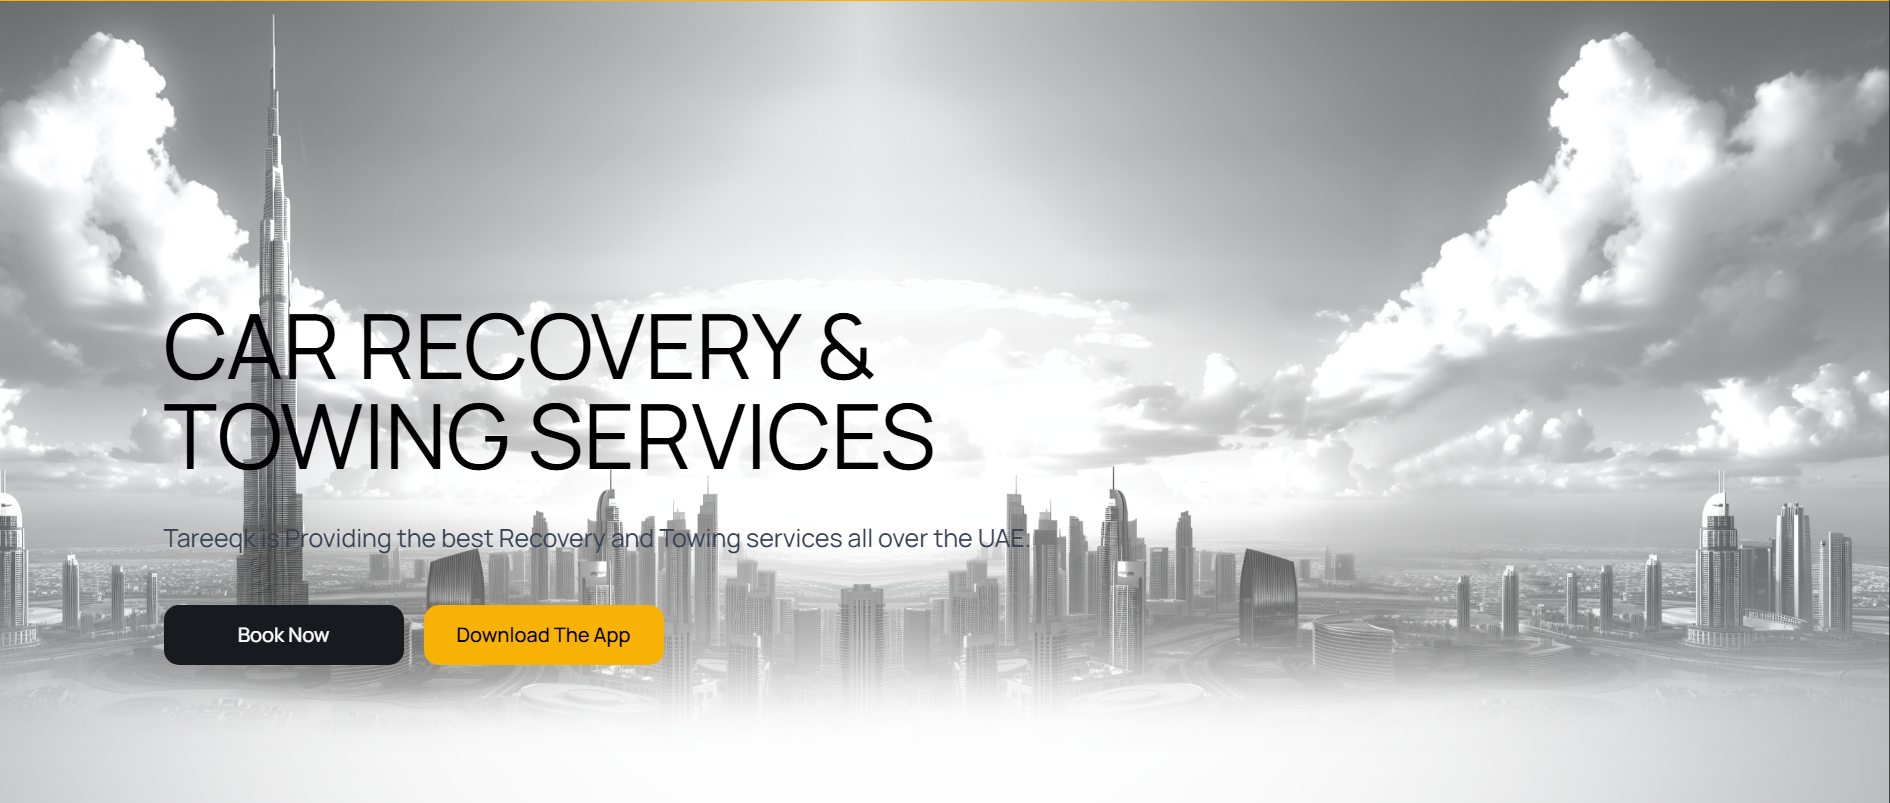 CAR RECOVERY &
TOWING SERVICES
Tareeqk is Providing the best Recovery and Towing services all over the UAE.
Book Now
Download The App